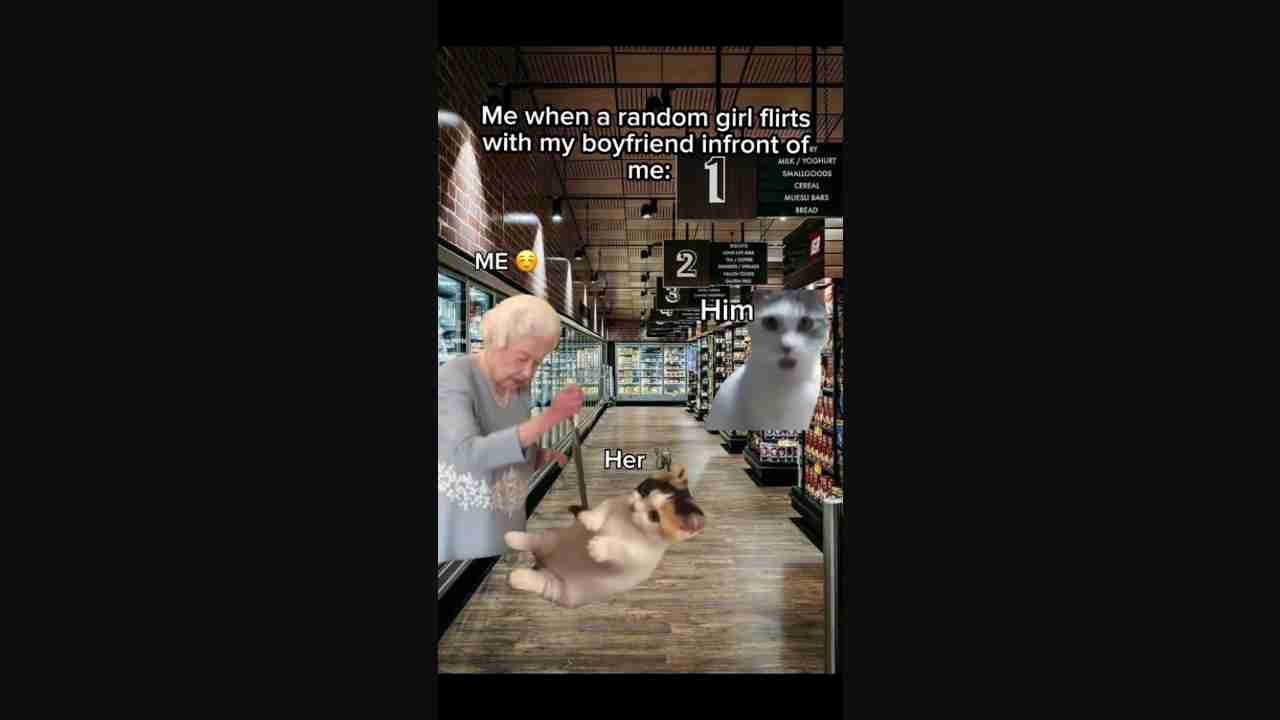 Me when a random girl flirts
with my boyfriend infront of
me:
1
MILK / YOGHURT
SMALLGOODS
CEREAL
MUESLI BARS
BREAD
ME ☺️
2
Him
3
Her